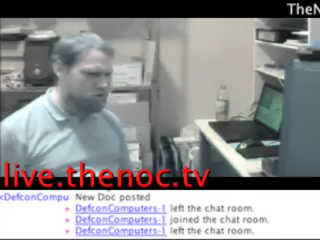 TheN
live.thenoc.tv
<DefconCompu New Doc posted
» DefconComputers-1 left the chat room.
» DefconComputers-1 joined the chat room.
» DefconComputers-1 left the chat room.